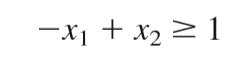 −x₁ + x₂ ≥ 1